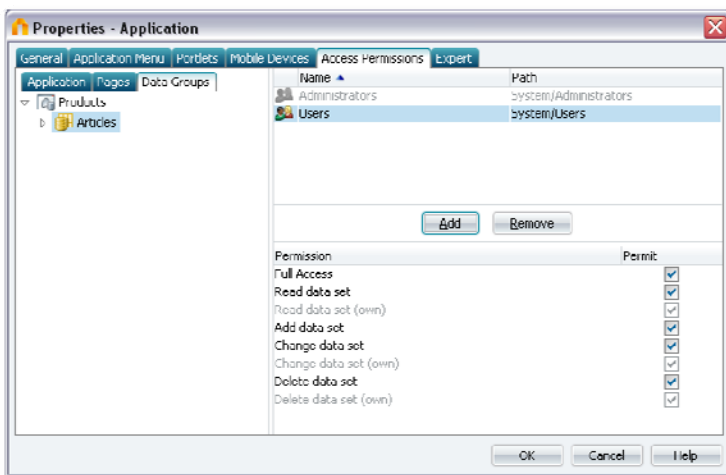 Properties - Application
General Application Menu Portlets Mobile Devices Access Permissions Expert
Application Pages Data Groups
Name Path
Products
Administrators System/Administrators
Articles
Users System/Users
Add Remove
Permission Permit
Full Access
Read data set
Read data set (own)
Add data set
Change data set
Change data set (own)
Delete data set
Delete data set (own)
OK Cancel Help